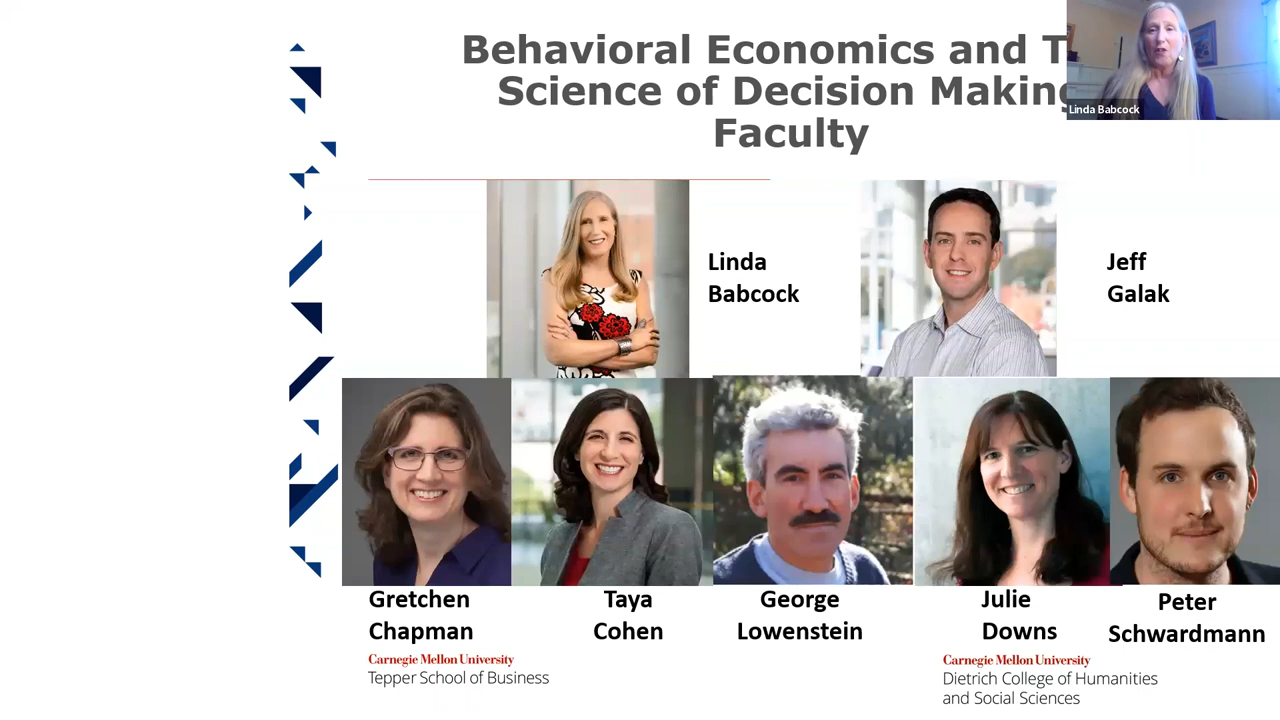 Behavioral Economics and T
Science of Decision Making
Faculty
Linda Babcock
Linda
Babcock
Jeff
Galak
Gretchen
Chapman
Taya
Cohen
George
Lowenstein
Julie
Downs
Peter
Schwardmann
Carnegie Mellon University
Tepper School of Business
Carnegie Mellon University
Dietrich College of Humanities
and Social Sciences